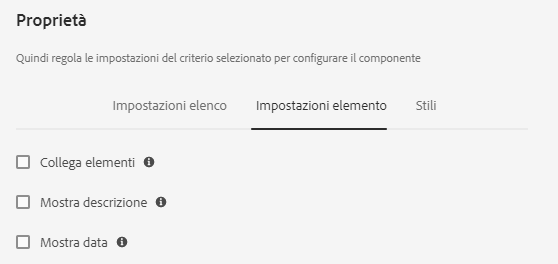 Proprietà
Quindi regola le impostazioni del criterio selezionato per configurare il componente
Impostazioni elenco Impostazioni elemento Stili
Collega elementi
Mostra descrizione
Mostra data